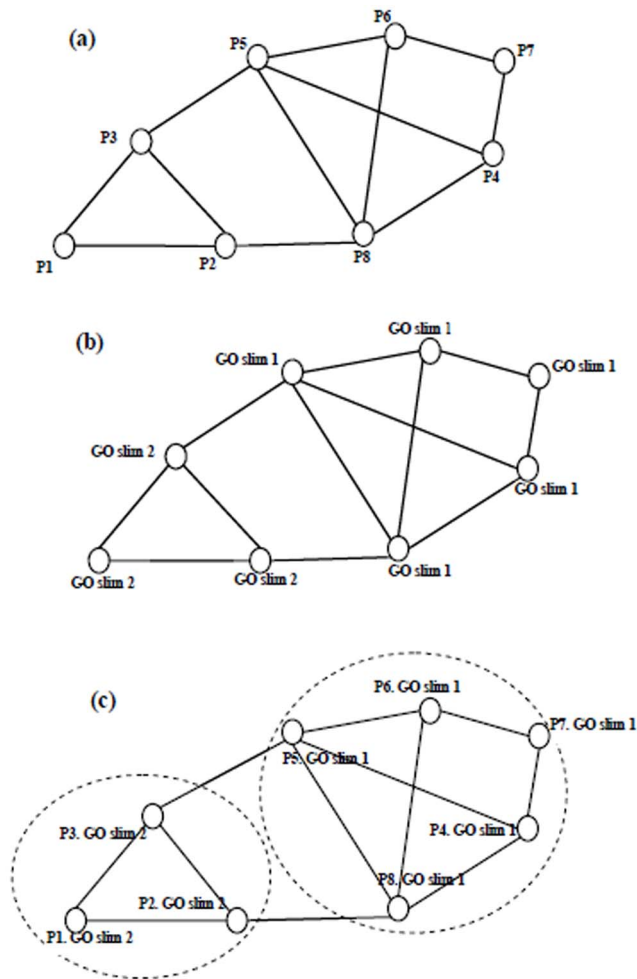 (a)
P6
P5
P7
P3
P4
P1
P2
P8
(b)
GO slim 1
GO slim 1
GO slim 1
GO slim 2
GO slim 1
GO slim 2
GO slim 2
GO slim 1
(c)
P6. GO slim 1
P7. GO slim 1
P5. GO slim 1
P3. GO slim 2
P4. GO slim 1
P8. GO slim 1
P2. GO slim 2
P1. GO slim 2